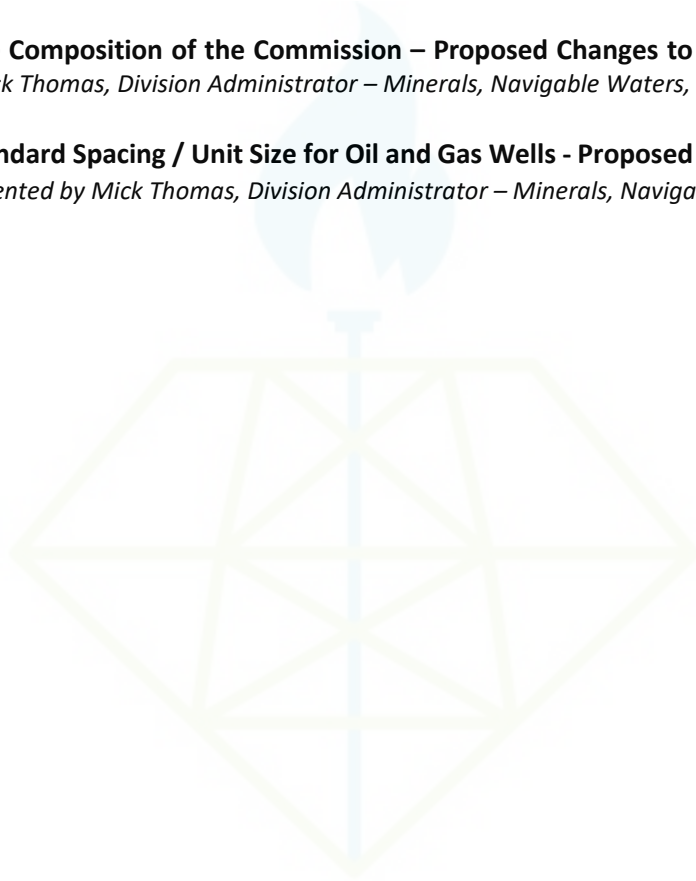 Composition of the Commission – Proposed Changes to
ck Thomas, Division Administrator – Minerals, Navigable Waters,
ndard Spacing / Unit Size for Oil and Gas Wells - Proposed
ented by Mick Thomas, Division Administrator – Minerals, Naviga